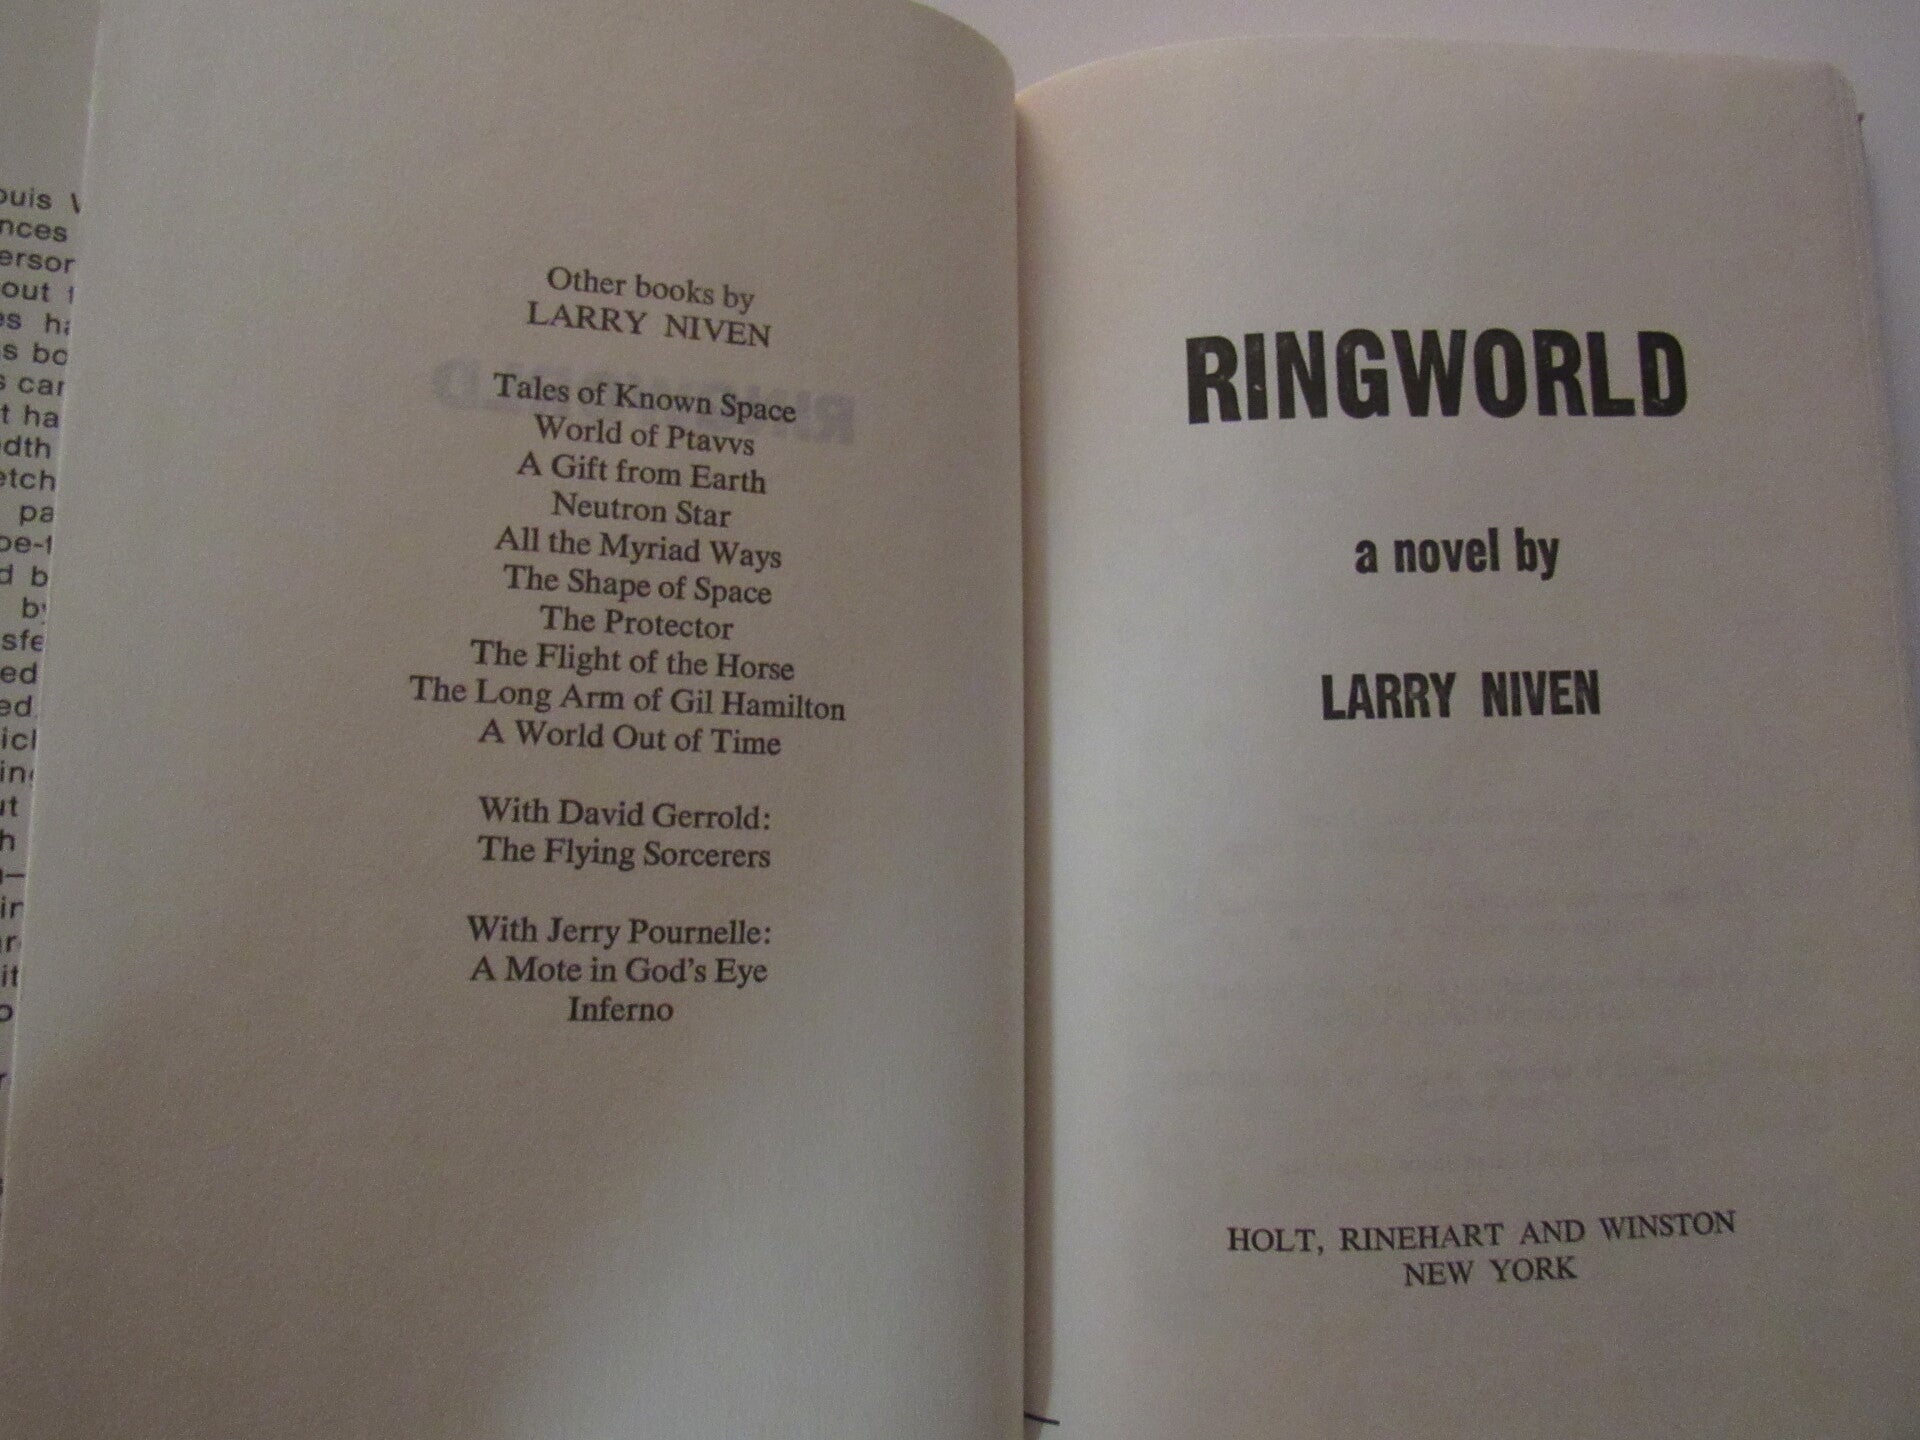 Other books by
LARRY NIVEN
Tales of Known Space
World of Ptavvs
A Gift from Earth
Neutron Star
All the Myriad Ways
The Shape of Space
The Protector
The Flight of the Horse
The Long Arm of Gil Hamilton
A World Out of Time
With David Gerrold:
The Flying Sorcerers
With Jerry Pournelle:
A Mote in God's Eye
Inferno
RINGWORLD
a novel by
LARRY NIVEN
HOLT, RINEHART AND WINSTON
NEW YORK